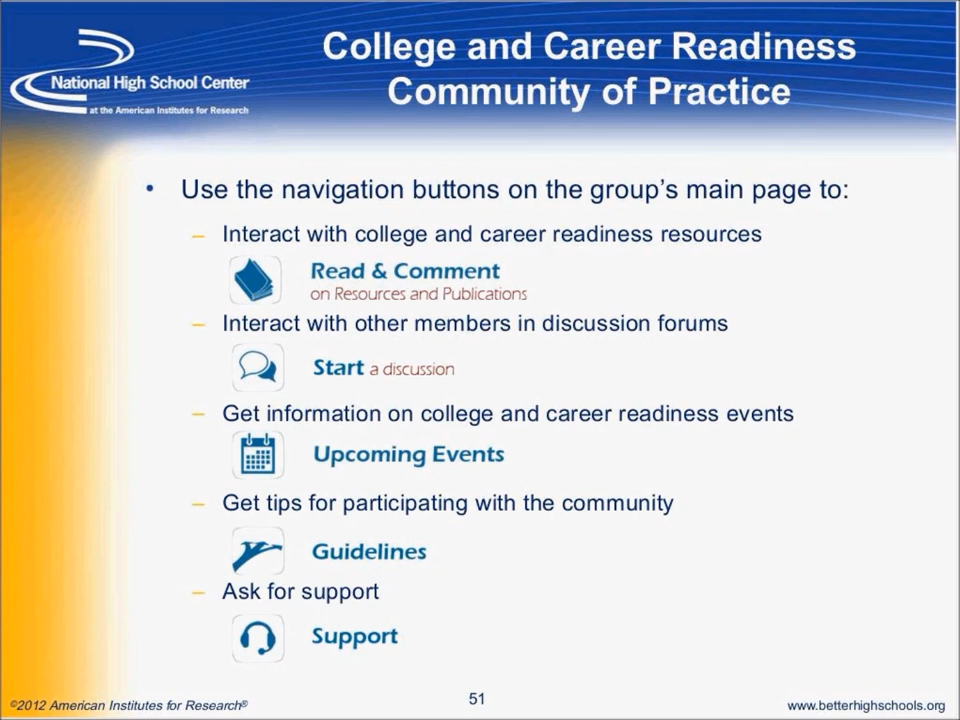 College and Career Readiness
Community of Practice
National High School Center
at the American Institutes for Research
• Use the navigation buttons on the group's main page to:
– Interact with college and career readiness resources
Read & Comment
on Resources and Publications
– Interact with other members in discussion forums
Start a discussion
– Get information on college and career readiness events
Upcoming Events
– Get tips for participating with the community
Guidelines
– Ask for support
Support
©2012 American Institutes for Research®
51
www.betterhighschools.org